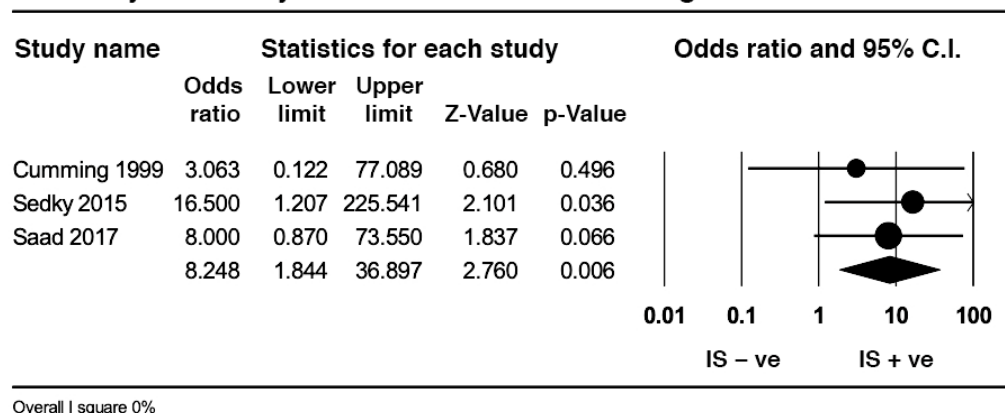 Study name Statistics for each study Odds ratio and 95% C.I.
Odds Lower Upper
ratio limit limit Z-Value p-Value
Cumming 1999 3.063 0.122 77.089 0.680 0.496
Sedky 2015 16.500 1.207 225.541 2.101 0.036
Saad 2017 8.000 0.870 73.550 1.837 0.066
8.248 1.844 36.897 2.760 0.006
0.01 0.1 1 10 100
IS – ve IS + ve
Overall I square 0%